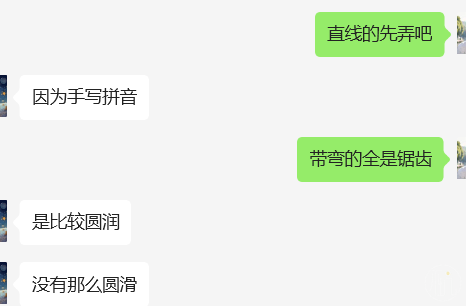 直线的先弄吧
因为手写拼音
带弯的全是锯齿
是比较圆润
没有那么圆滑